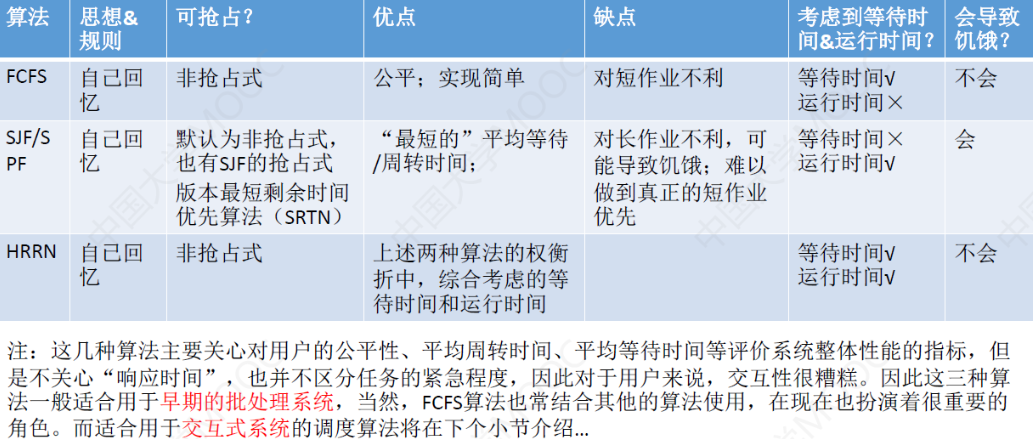 算法 思想& 可抢占？ 优点 缺点 考虑到等待时 会导致
规则 间&运行时间？ 饥饿？
FCFS 自己回 非抢占式 公平；实现简单 对短作业不利 等待时间√ 不会
忆 运行时间×
SJF/S 自己回 默认为非抢占式， “最短的”平均等待 对长作业不利，可 等待时间× 会
PF 忆 也有SJF的抢占式 /周转时间； 能导致饥饿；难以 运行时间√
版本最短剩余时间 做到真正的短作业
优先算法（SRTN） 优先
HRRN 自己回 非抢占式 上述两种算法的权衡 等待时间√ 不会
忆 折中，综合考虑的等 运行时间√
待时间和运行时间
注：这几种算法主要关心对用户的公平性、平均周转时间、平均等待时间等评价系统整体性能的指标，但
是不关心“响应时间”，也并不区分任务的紧急程度，因此对于用户来说，交互性很糟糕。因此这三种算
法一般适合用于早期的批处理系统，当然，FCFS算法也常结合其他的算法使用，在现在也扮演着很重要的
角色。而适合用于交互式系统的调度算法将在下个小节介绍...
中国大学MOOC